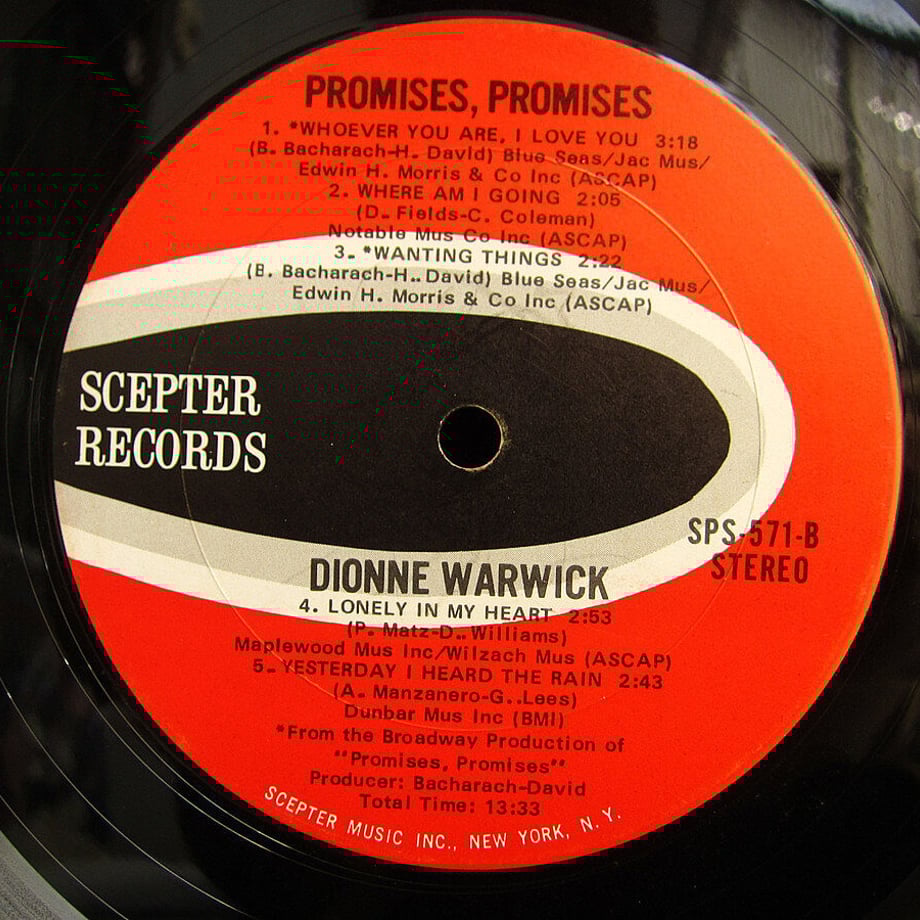 PROMISES, PROMISES
1. *WHOEVER YOU ARE, I LOVE YOU 3:18
(B. Bacharach-H. David) Blue Seas/Jac Mus/
Edwin H. Morris & Co Inc (ASCAP)
2. WHERE AM I GOING 2:05
(D. Fields-C. Coleman)
Notable Mus Co Inc (ASCAP)
3. *WANTING THINGS 2:22
(B. Bacharach-H.. David) Blue Seas/Jac Mus/
Edwin H. Morris & Co Inc (ASCAP)
SCEPTER
RECORDS
SPS-571-B
STEREO
DIONNE WARWICK
4. LONELY IN MY HEART 2:53
(P. Matz-D.. Williams)
Maplewood Mus Inc/Wilzach Mus (ASCAP)
5. YESTERDAY I HEARD THE RAIN 2:43
(A. Manzanero-G..Lees)
Dunbar Mus Inc (BMI)
*From the Broadway Production of
"Promises, Promises"
Producer: Bacharach-David
Total Time: 13:33
SCEPTER MUSIC INC., NEW YORK, N.Y.